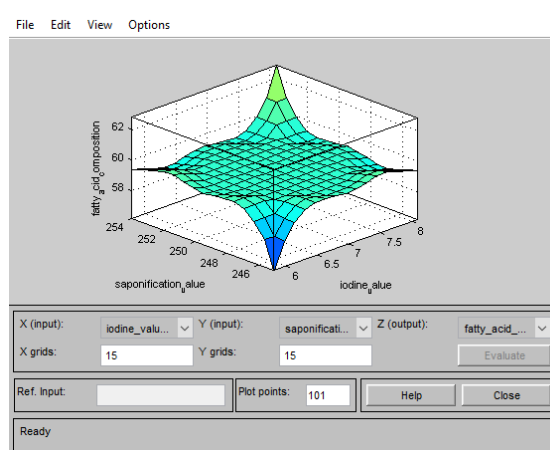 File Edit View Options
62
60
58
fatty_acid_composition
254
252
250
248
246
saponification_value
8
7.5
7
6.5
6
iodine_value
X (input): iodine_valu... Y (input): saponificati... Z (output): fatty_acid_...
X grids: 15 Y grids: 15 Evaluate
Ref. Input: Plot points: 101 Help Close
Ready